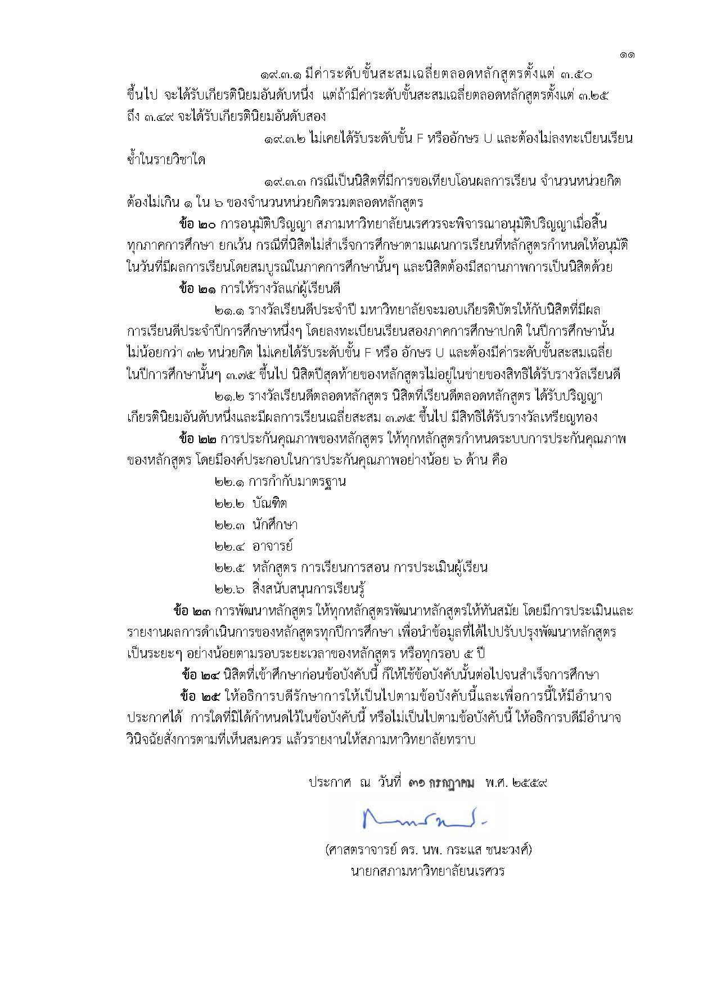 ๑๑
๑๙.๓.๑ มีค่าระดับขั้นสะสมเฉลี่ยตลอดหลักสูตรตั้งแต่ ๓.๕๐
ขึ้นไป จะได้รับเกียรตินิยมอันดับหนึ่ง แต่ถ้ามีค่าระดับขั้นสะสมเฉลี่ยตลอดหลักสูตรตั้งแต่ ๓.๒๕
ถึง ๓.๔๙ จะได้รับเกียรตินิยมอันดับสอง
๑๙.๓.๒ ไม่เคยได้รับระดับขั้น F หรืออักษร U และต้องไม่ลงทะเบียนเรียน
ซ้ำในรายวิชาใด
๑๙.๓.๓ กรณีเป็นนิสิตที่มีการขอเทียบโอนผลการเรียน จำนวนหน่วยกิต
ต้องไม่เกิน ๑ ใน ๖ ของจำนวนหน่วยกิตรวมตลอดหลักสูตร
ข้อ ๒๐ การอนุมัติปริญญา สภามหาวิทยาลัยนเรศวรจะพิจารณาอนุมัติปริญญาเมื่อสิ้น
ทุกภาคการศึกษา ยกเว้น กรณีที่นิสิตไม่สำเร็จการศึกษาตามแผนการเรียนที่หลักสูตรกำหนดให้อนุมัติ
ในวันที่มีผลการเรียนโดยสมบูรณ์ในภาคการศึกษานั้นๆ และนิสิตต้องมีสถานภาพการเป็นนิสิตด้วย
ข้อ ๒๑ การให้รางวัลแก่ผู้เรียนดี
๒๑.๑ รางวัลเรียนดีประจำปี มหาวิทยาลัยจะมอบเกียรติบัตรให้กับนิสิตที่มีผล
การเรียนดีประจำปีการศึกษาหนึ่งๆ โดยลงทะเบียนเรียนสองภาคการศึกษาปกติ ในปีการศึกษานั้น
ไม่น้อยกว่า ๓๒ หน่วยกิต ไม่เคยได้รับระดับขั้น F หรือ อักษร U และต้องมีค่าระดับขั้นสะสมเฉลี่ย
ในปีการศึกษานั้นๆ ๓.๗๕ ขึ้นไป นิสิตปีสุดท้ายของหลักสูตรไม่อยู่ในข่ายของสิทธิได้รับรางวัลเรียนดี
๒๑.๒ รางวัลเรียนดีตลอดหลักสูตร นิสิตที่เรียนดีตลอดหลักสูตร ได้รับปริญญา
เกียรตินิยมอันดับหนึ่งและมีผลการเรียนเฉลี่ยสะสม ๓.๗๕ ขึ้นไป มีสิทธิได้รับรางวัลเหรียญทอง
ข้อ ๒๒ การประกันคุณภาพของหลักสูตร ให้ทุกหลักสูตรกำหนดระบบการประกันคุณภาพ
ของหลักสูตร โดยมีองค์ประกอบในการประกันคุณภาพอย่างน้อย ๖ ด้าน คือ
๒๒.๑ การกำกับมาตรฐาน
๒๒.๒ บัณฑิต
๒๒.๓ นักศึกษา
๒๒.๔ อาจารย์
๒๒.๕ หลักสูตร การเรียนการสอน การประเมินผู้เรียน
๒๒.๖ สิ่งสนับสนุนการเรียนรู้
ข้อ ๒๓ การพัฒนาหลักสูตร ให้ทุกหลักสูตรพัฒนาหลักสูตรให้ทันสมัย โดยมีการประเมินและ
รายงานผลการดำเนินการของหลักสูตรทุกปีการศึกษา เพื่อนำข้อมูลที่ได้ไปปรับปรุงพัฒนาหลักสูตร
เป็นระยะๆ อย่างน้อยตามรอบระยะเวลาของหลักสูตร หรือทุกรอบ ๕ ปี
ข้อ ๒๔ นิสิตที่เข้าศึกษาก่อนข้อบังคับนี้ ก็ให้ใช้ข้อบังคับนั้นต่อไปจนสำเร็จการศึกษา
ข้อ ๒๕ ให้อธิการบดีรักษาการให้เป็นไปตามข้อบังคับนี้และเพื่อการนี้ให้มีอำนาจ
ประกาศได้ การใดที่มิได้กำหนดไว้ในข้อบังคับนี้ หรือไม่เป็นไปตามข้อบังคับนี้ ให้อธิการบดีมีอำนาจ
วินิจฉัยสั่งการตามที่เห็นสมควร แล้วรายงานให้สภามหาวิทยาลัยทราบ
ประกาศ ณ วันที่ ๓๑ กรกฎาคม พ.ศ. ๒๕๕๙
(ศาสตราจารย์ ดร. นพ. กระแส ชนะวงศ์)
นายกสภามหาวิทยาลัยนเรศวร